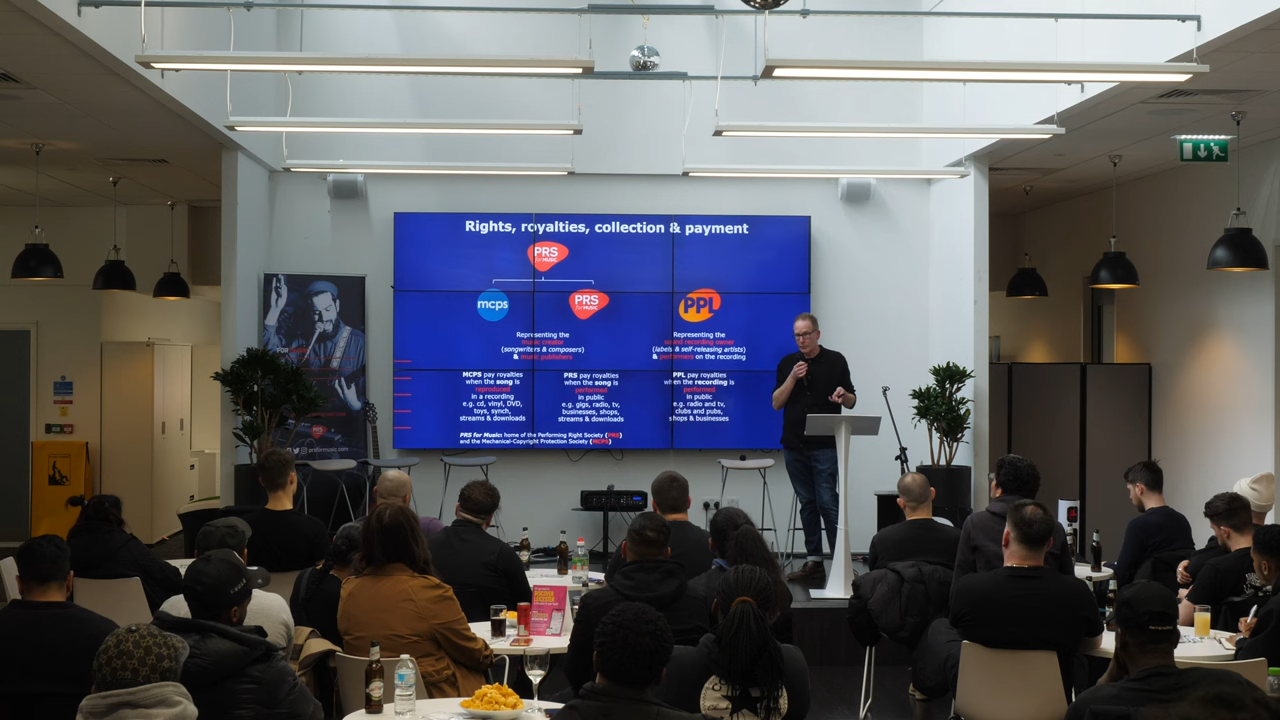 Rights, royalties, collection & payment
PRS
for MUSIC
mcps
PRS
for MUSIC
PPL
Representing the
music creator
(songwriters & composers)
& music publishers
Representing the
sound recording owner
(labels & self-releasing artists)
& performers on the recording
MCPS pay royalties
when the song is
reproduced
in a recording
e.g. cd, vinyl, DVD,
toys, synch,
streams & downloads
PRS pay royalties
when the song is
performed
in public
e.g. gigs, radio, tv,
businesses, shops,
streams & downloads
PPL pay royalties
when the recording is
performed
in public
e.g. radio and tv,
clubs and pubs,
shops & businesses
PRS for Music: home of the Performing Right Society (PRS)
and the Mechanical-Copyright Protection Society (MCPS)
prsformusic.com
DISCOVER
LEICESTER